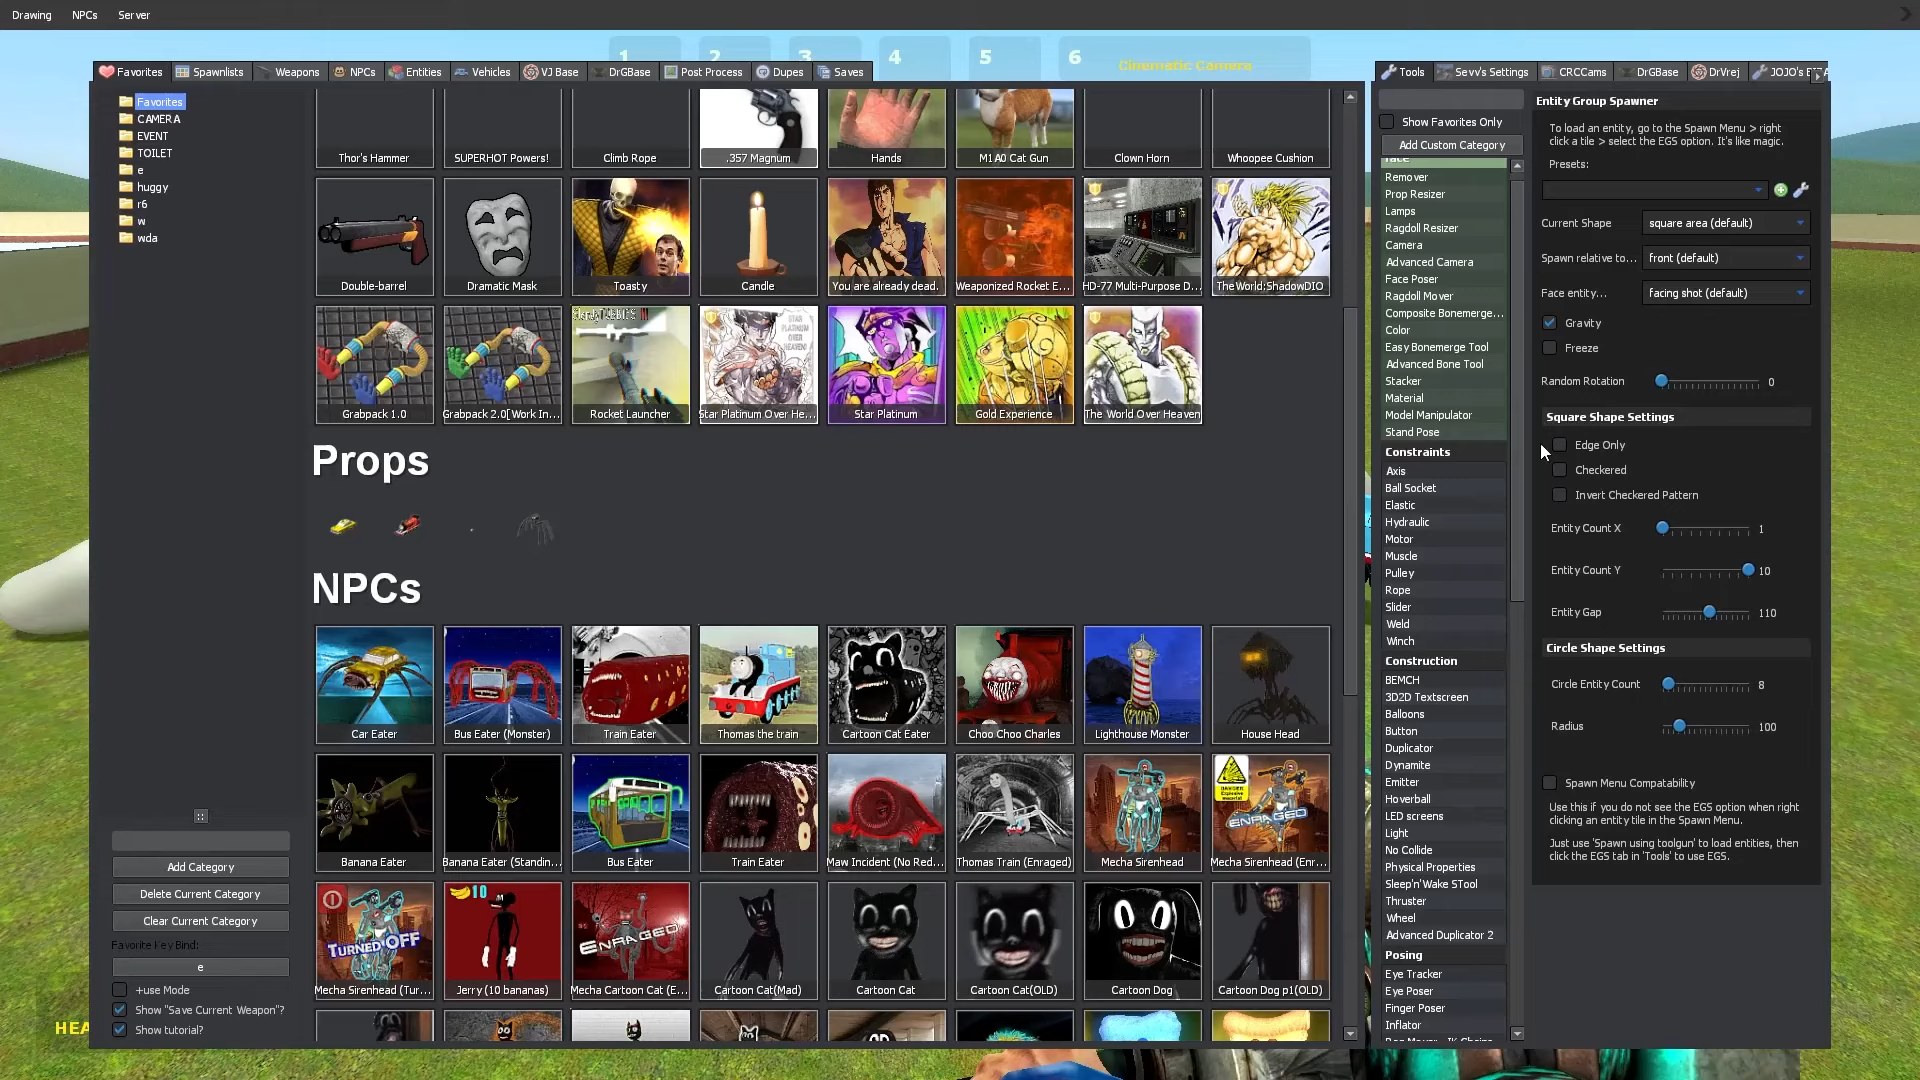 Drawing
NPCs
Server
1
2
3
4
5
6
Cinematic Camera
Favorites
Spawnlists
Weapons
NPCs
Entities
Vehicles
VJ Base
DrGBase
Post Process
Dupes
Saves
Favorites
CAMERA
EVENT
TOILET
e
huggy
r6
w
wda
Thor's Hammer
SUPERHOT Powers!
Climb Rope
.357 Magnum
Hands
M1A0 Cat Gun
Clown Horn
Whoopee Cushion
Double-barrel
Dramatic Mask
Toasty
Candle
You are already dead.
Weaponized Rocket E...
HD-77 Multi-Purpose D...
TheWorld:ShadowDIO
STAR
PLATINUM
OVER
HEAVEN!
Grabpack 1.0
Grabpack 2.0[Work In...
Rocket Launcher
Star Platinum Over He...
Star Platinum
Gold Experience
The World Over Heaven
Props
NPCs
Car Eater
Bus Eater (Monster)
Train Eater
Thomas the train
Cartoon Cat Eater
Choo Choo Charles
Lighthouse Monster
House Head
DANGER
ENRAGED
Banana Eater
Banana Eater (Standin...
Bus Eater
Train Eater
Maw Incident (No Red...
Thomas Train (Enraged)
Mecha Sirenhead
Mecha Sirenhead (Enr...
TURNED OFF
10
ENRAGED
Mecha Sirenhead (Tur...
Jerry (10 bananas)
Mecha Cartoon Cat (E...
Cartoon Cat(Mad)
Cartoon Cat
Cartoon Cat(OLD)
Cartoon Dog
Cartoon Dog p1(OLD)
Add Category
Delete Current Category
Clear Current Category
Favorite Key Bind:
e
+use Mode
Show "Save Current Weapon"?
Show tutorial?
HEA
Tools
Sevv's Settings
CRCCams
DrGBase
DrVrej
JOJO's
Show Favorites Only
Add Custom Category
Remover
Prop Resizer
Lamps
Ragdoll Resizer
Camera
Advanced Camera
Face Poser
Ragdoll Mover
Composite Bonemerge...
Color
Easy Bonemerge Tool
Advanced Bone Tool
Stacker
Material
Model Manipulator
Stand Pose
Constraints
Axis
Ball Socket
Elastic
Hydraulic
Motor
Muscle
Pulley
Rope
Slider
Weld
Winch
Construction
BEMCH
3D2D Textscreen
Balloons
Button
Duplicator
Dynamite
Emitter
Hoverball
LED screens
Light
No Collide
Physical Properties
Sleep'n'Wake STool
Thruster
Wheel
Advanced Duplicator 2
Posing
Eye Tracker
Eye Poser
Finger Poser
Inflator
Entity Group Spawner
To load an entity, go to the Spawn Menu > right
click a tile > select the EGS option. It's like magic.
Presets:
Current Shape
square area (default)
Spawn relative to...
front (default)
Face entity...
facing shot (default)
Gravity
Freeze
Random Rotation
0
Square Shape Settings
Edge Only
Checkered
Invert Checkered Pattern
Entity Count X
1
Entity Count Y
10
Entity Gap
110
Circle Shape Settings
Circle Entity Count
8
Radius
100
Spawn Menu Compatability
Use this if you do not see the EGS option when right
clicking an entity tile in the Spawn Menu.
Just use 'Spawn using toolgun' to load entities, then
click the EGS tab in 'Tools' to use EGS.